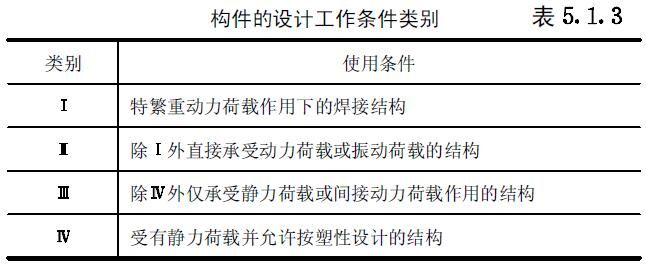 构件的设计工作条件类别 表 5.1.3
类别 使用条件
Ⅰ 特繁重动力荷载作用下的焊接结构
Ⅱ 除Ⅰ外直接承受动力荷载或振动荷载的结构
Ⅲ 除Ⅳ外仅承受静力荷载或间接动力荷载作用的结构
Ⅳ 受有静力荷载并允许按塑性设计的结构